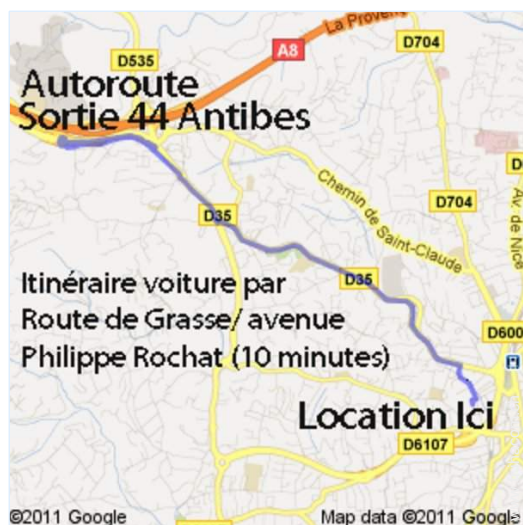 La Proven
A8
D704
D535
Autoroute
Sortie 44 Antibes
Chemin de Saint-Claude
D704
Av. de Nice
D35
D35
Itinéraire voiture par
Route de Grasse/ avenue
Philippe Rochat (10 minutes)
D600
Location Ici
D6107
©2011 Google
Map data ©2011 Google